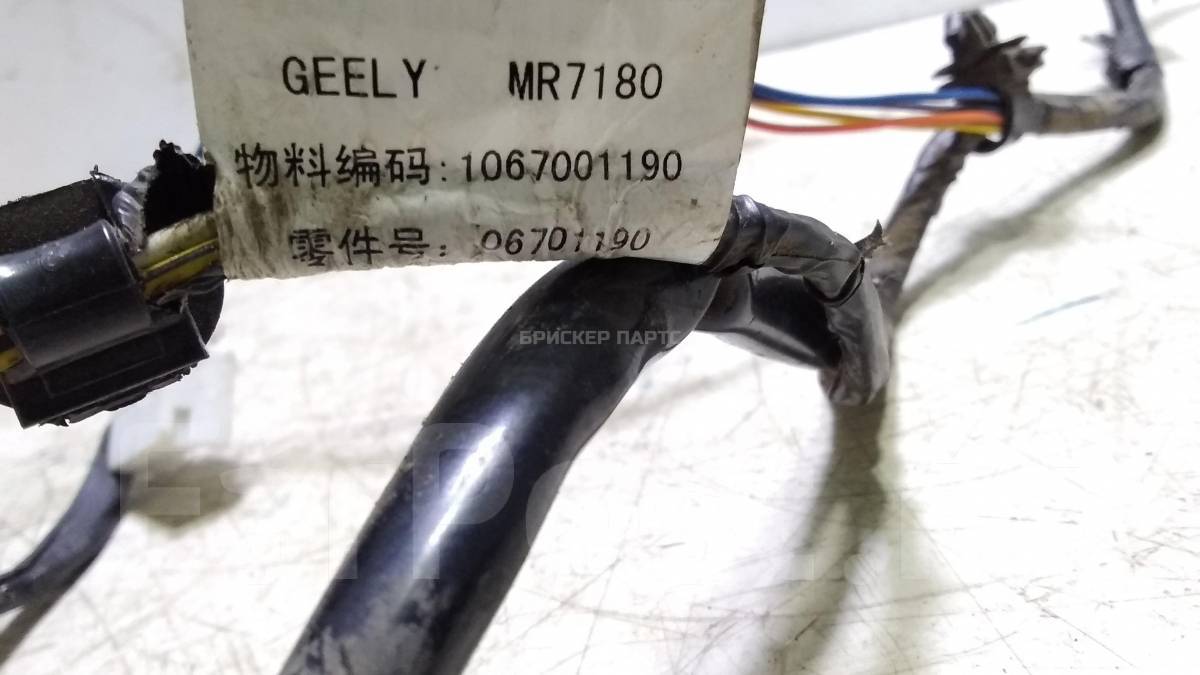 GEELY MR7180
物料编码:1067001190
零件号: 06701190
БРИСКЕР ПАРТС